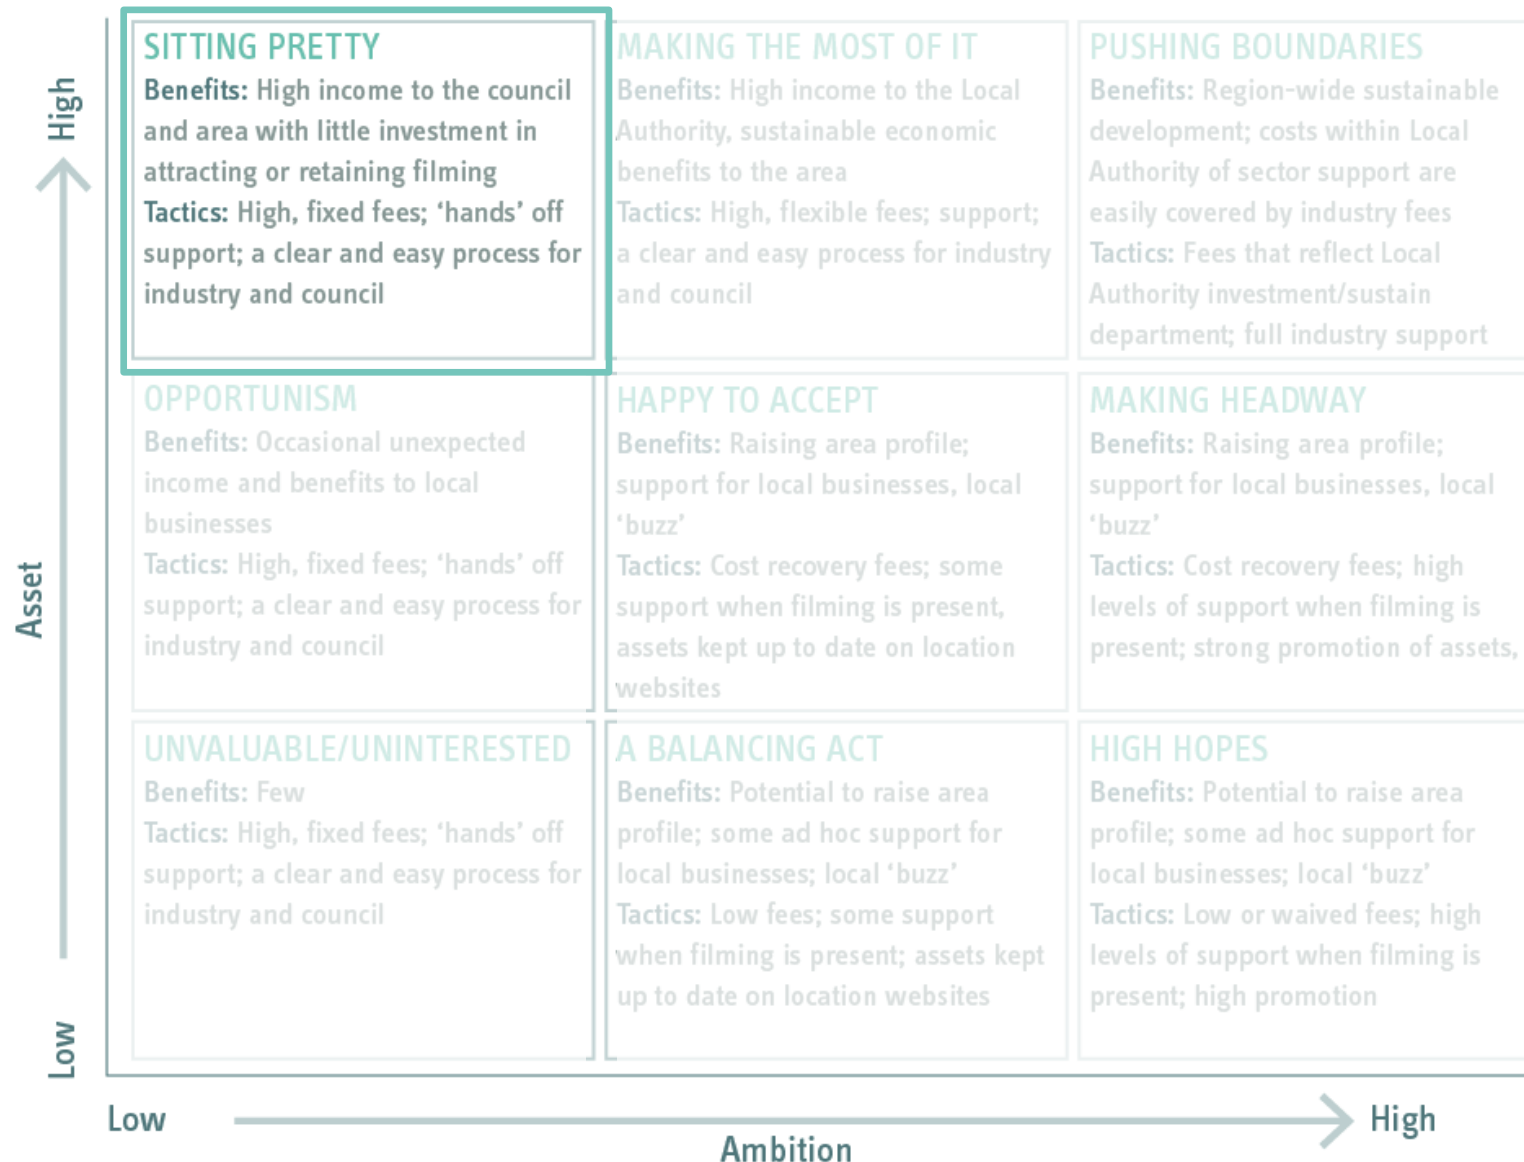 High
Asset
Low
SITTING PRETTY
Benefits: High income to the council
and area with little investment in
attracting or retaining filming
Tactics: High, fixed fees; ‘hands’ off
support; a clear and easy process for
industry and council
MAKING THE MOST OF IT
Benefits: High income to the Local
Authority, sustainable economic
benefits to the area
Tactics: High, flexible fees; support;
a clear and easy process for industry
and council
PUSHING BOUNDARIES
Benefits: Region-wide sustainable
development; costs within Local
Authority of sector support are
easily covered by industry fees
Tactics: Fees that reflect Local
Authority investment/sustain
department; full industry support
OPPORTUNISM
Benefits: Occasional unexpected
income and benefits to local
businesses
Tactics: High, fixed fees; ‘hands’ off
support; a clear and easy process for
industry and council
HAPPY TO ACCEPT
Benefits: Raising area profile;
support for local businesses, local
‘buzz’
Tactics: Cost recovery fees; some
support when filming is present,
assets kept up to date on location
websites
MAKING HEADWAY
Benefits: Raising area profile;
support for local businesses, local
‘buzz’
Tactics: Cost recovery fees; high
levels of support when filming is
present; strong promotion of assets,
UNVALUABLE/UNINTERESTED
Benefits: Few
Tactics: High, fixed fees; ‘hands’ off
support; a clear and easy process for
industry and council
A BALANCING ACT
Benefits: Potential to raise area
profile; some ad hoc support for
local businesses; local ‘buzz’
Tactics: Low fees; some support
when filming is present; assets kept
up to date on location websites
HIGH HOPES
Benefits: Potential to raise area
profile; some ad hoc support for
local businesses; local ‘buzz’
Tactics: Low or waived fees; high
levels of support when filming is
present; high promotion
Low
High
Ambition